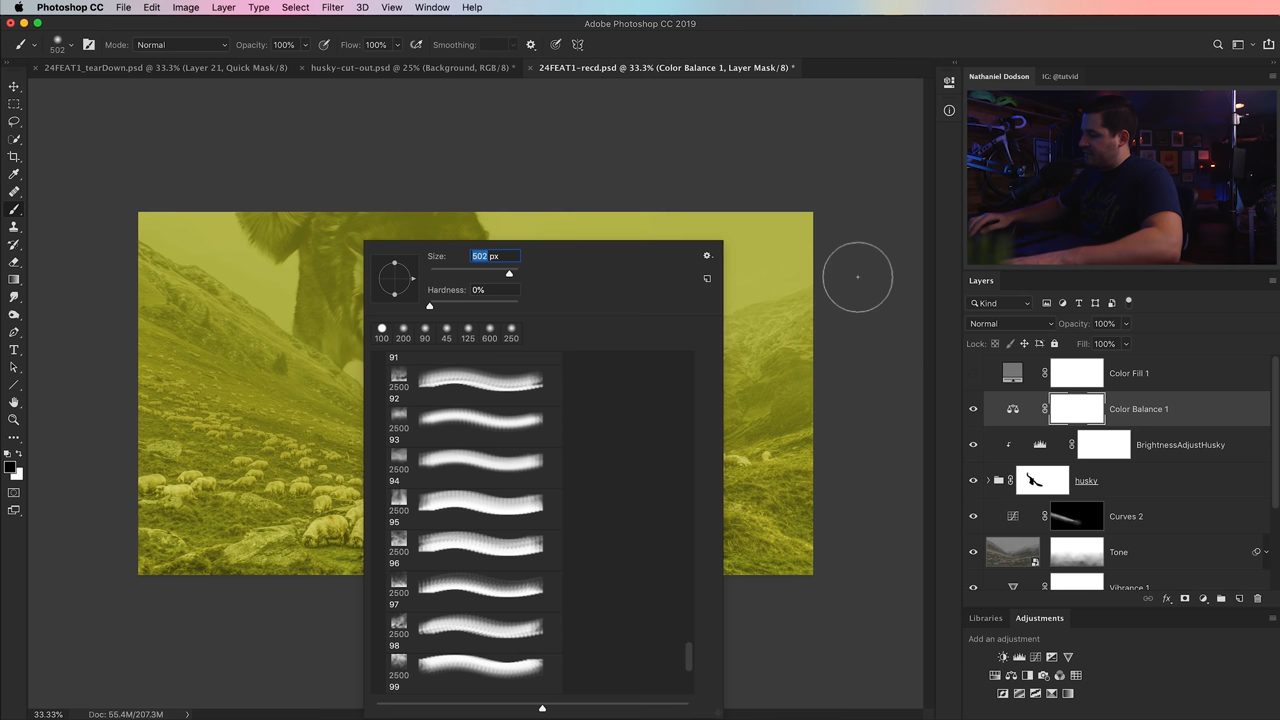 Photoshop CC File Edit Image Layer Type Select Filter 3D View Window Help
Adobe Photoshop CC 2019
502 Mode: Normal Opacity: 100% Flow: 100% Smoothing:
24FEAT1_tearDown.psd @ 33.3% (Layer 21, Quick Mask/8)
husky-cut-out.psd @ 25% (Background, RGB/8) *
24FEAT1-recd.psd @ 33.3% (Color Balance 1, Layer Mask/8) *
Nathaniel Dodson IG: @tutvid
Size: 502 px
Hardness: 0%
100 200 90 45 125 600 250
91
2500
92
2500
93
2500
94
2500
95
2500
96
2500
97
2500
98
2500
99
Layers
Kind
Normal Opacity: 100%
Lock: Fill: 100%
Color Fill 1
Color Balance 1
BrightnessAdjustHusky
husky
Curves 2
Tone
Vibrance 1
fx
Libraries Adjustments
Add an adjustment
33.33% Doc: 55.4M/207.3M